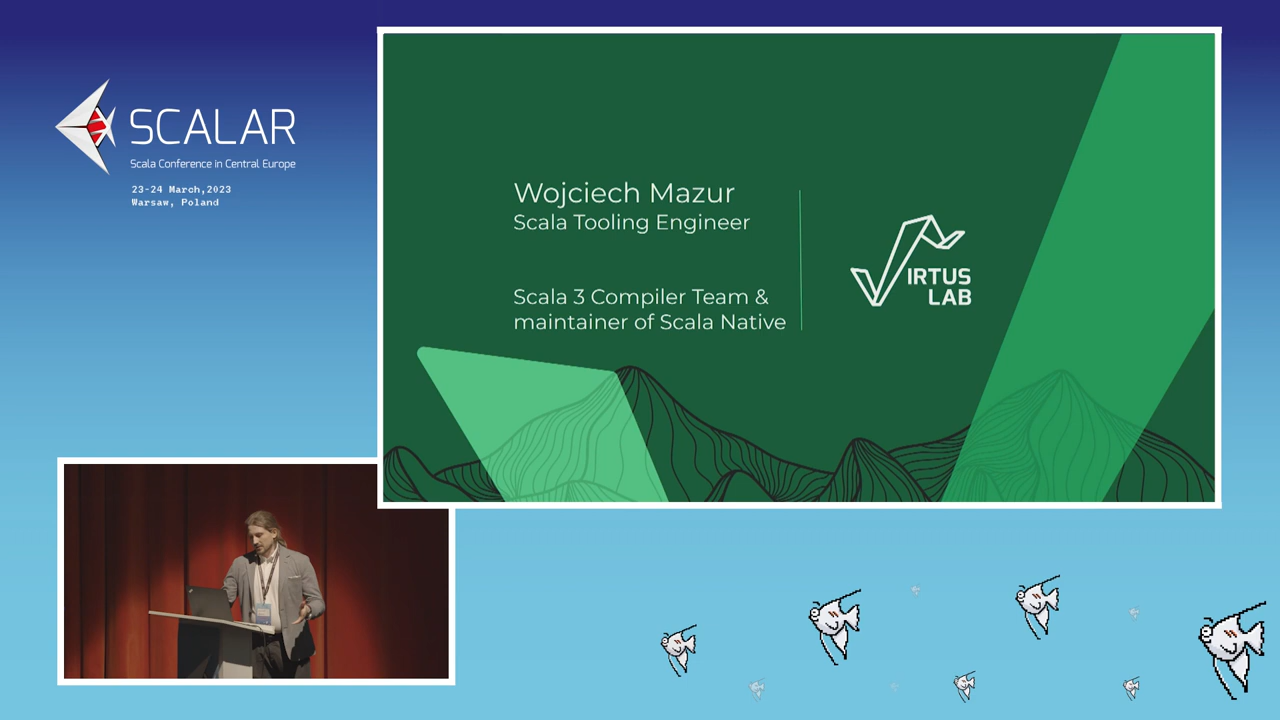 SCALAR
Scala Conference in Central Europe
23-24 March,2023
Warsaw, Poland
Wojciech Mazur
Scala Tooling Engineer
Scala 3 Compiler Team &
maintainer of Scala Native
VIRTUS
LAB